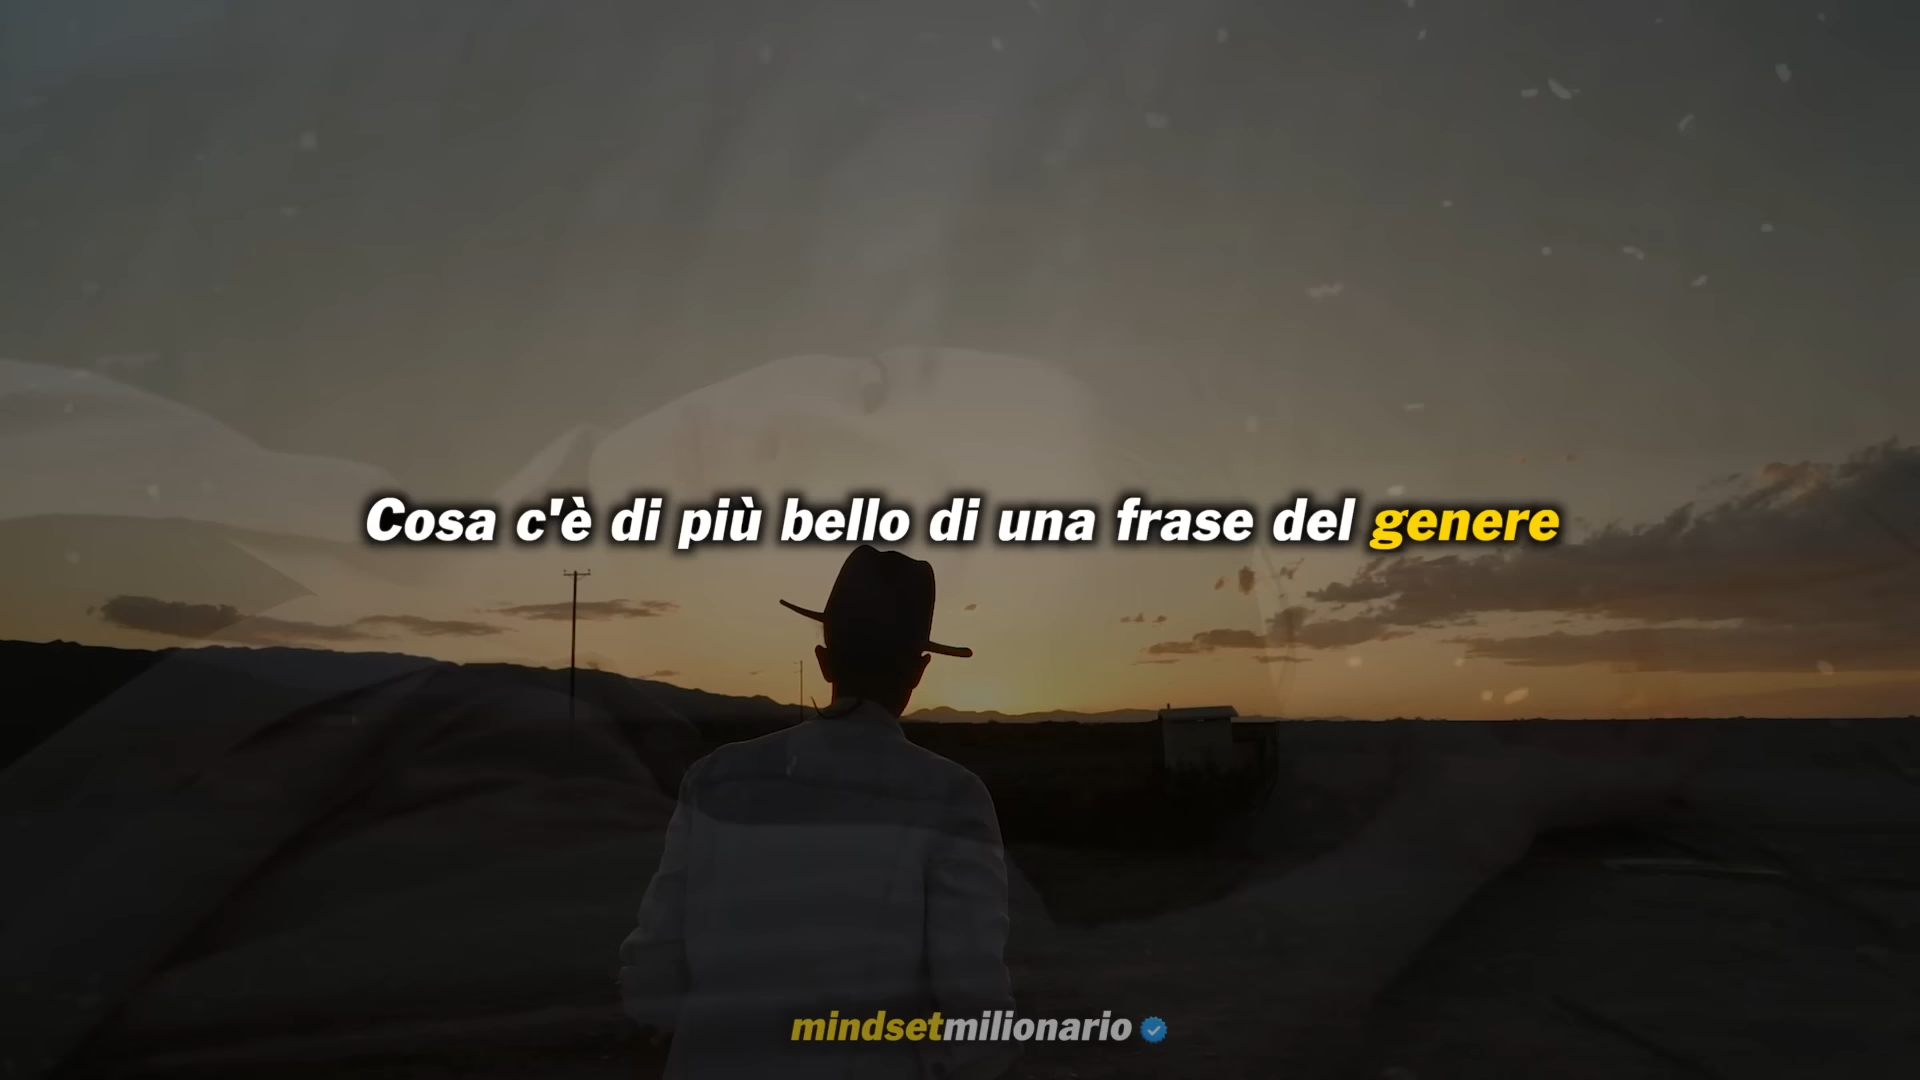 Cosa c'è di più bello di una frase del genere
mindsetmilionario